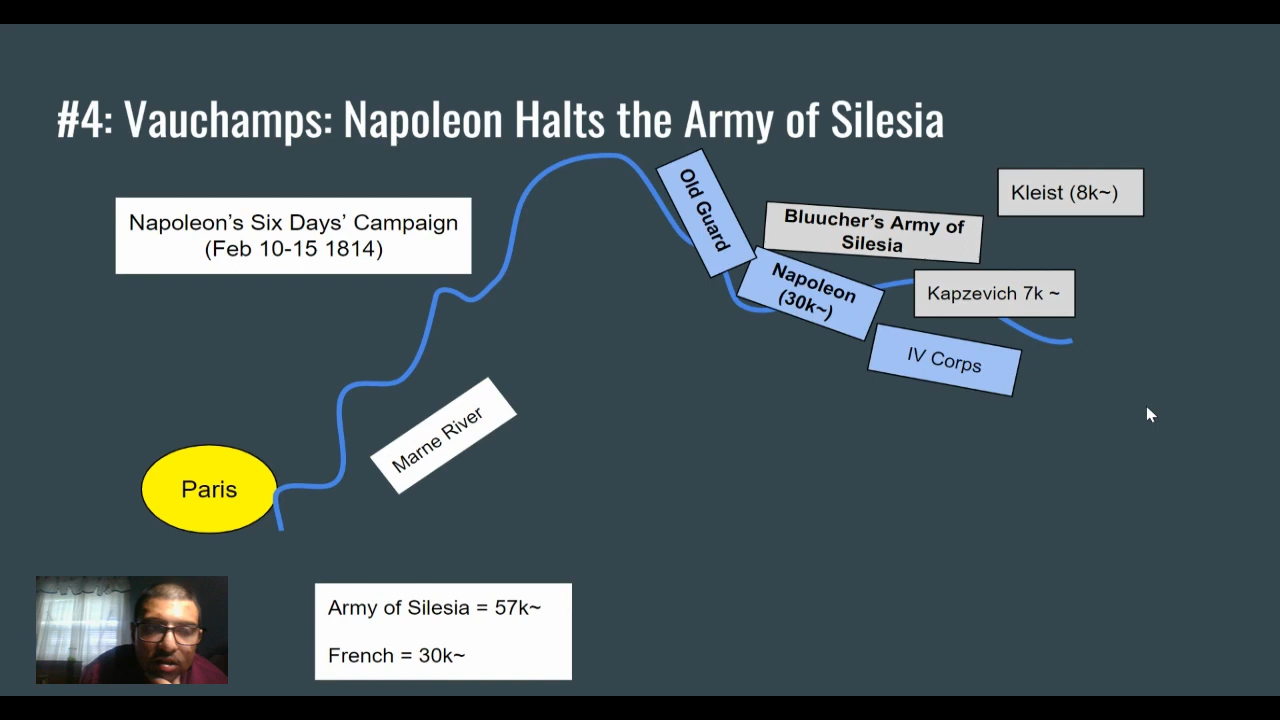 #4: Vauchamps: Napoleon Halts the Army of Silesia
Napoleon's Six Days' Campaign
(Feb 10-15 1814)
Old Guard
Bluucher's Army of
Silesia
Kleist (8k~)
Napoleon
(30k~)
Kapzevich 7k ~
IV Corps
Marne River
Paris
Army of Silesia = 57k~
French = 30k~